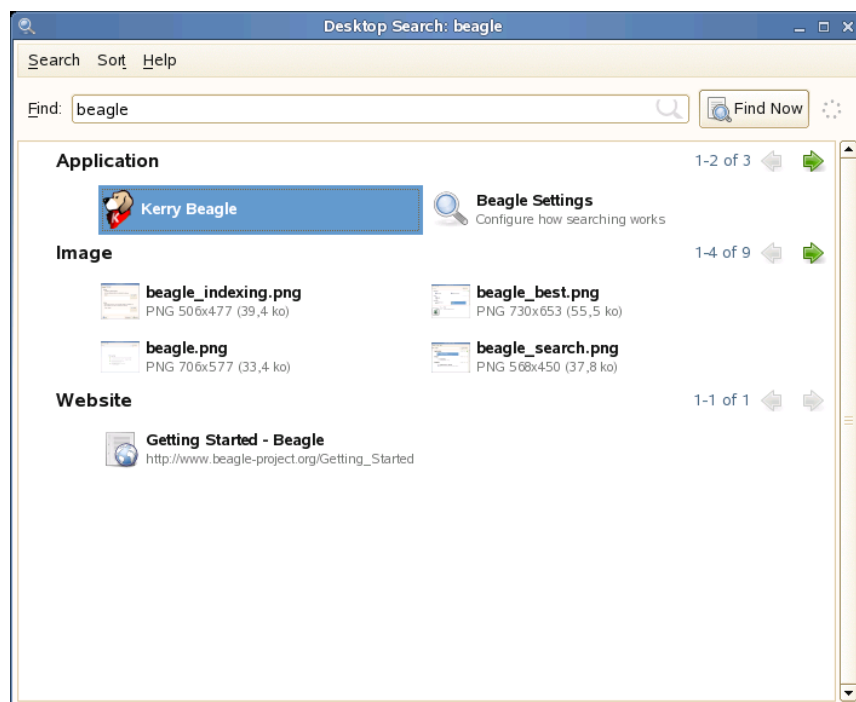 Desktop Search: beagle
Search Sort Help
Find: beagle Find Now
Application 1-2 of 3
K
Kerry Beagle
Beagle Settings
Configure how searching works
Image 1-4 of 9
beagle_indexing.png
PNG 506x477 (39,4 ko)
beagle_best.png
PNG 730x653 (55,5 ko)
beagle.png
PNG 706x577 (33,4 ko)
beagle_search.png
PNG 568x450 (37,8 ko)
Website 1-1 of 1
Getting Started - Beagle
http://www.beagle-project.org/Getting_Started